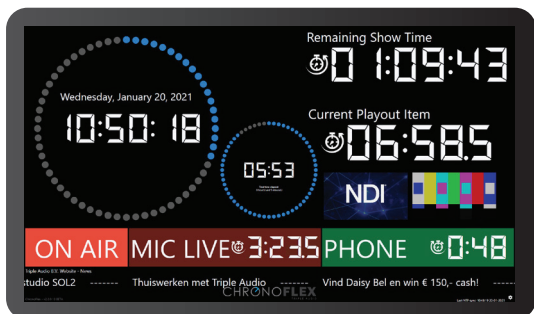 Remaining Show Time
01:09:43
Wednesday, January 20, 2021
10:50:18
Current Playout Item
06:58.5
05:53
NDI
ON AIR
MIC LIVE 3:23.5
PHONE 0:48
Triple Audio B.V. Website - News
studio SOL2 ------ Thuiswerken met Triple Audio ------ Vind Daisy Bel en win € 150,- cash! ------
CHRONOFLEX